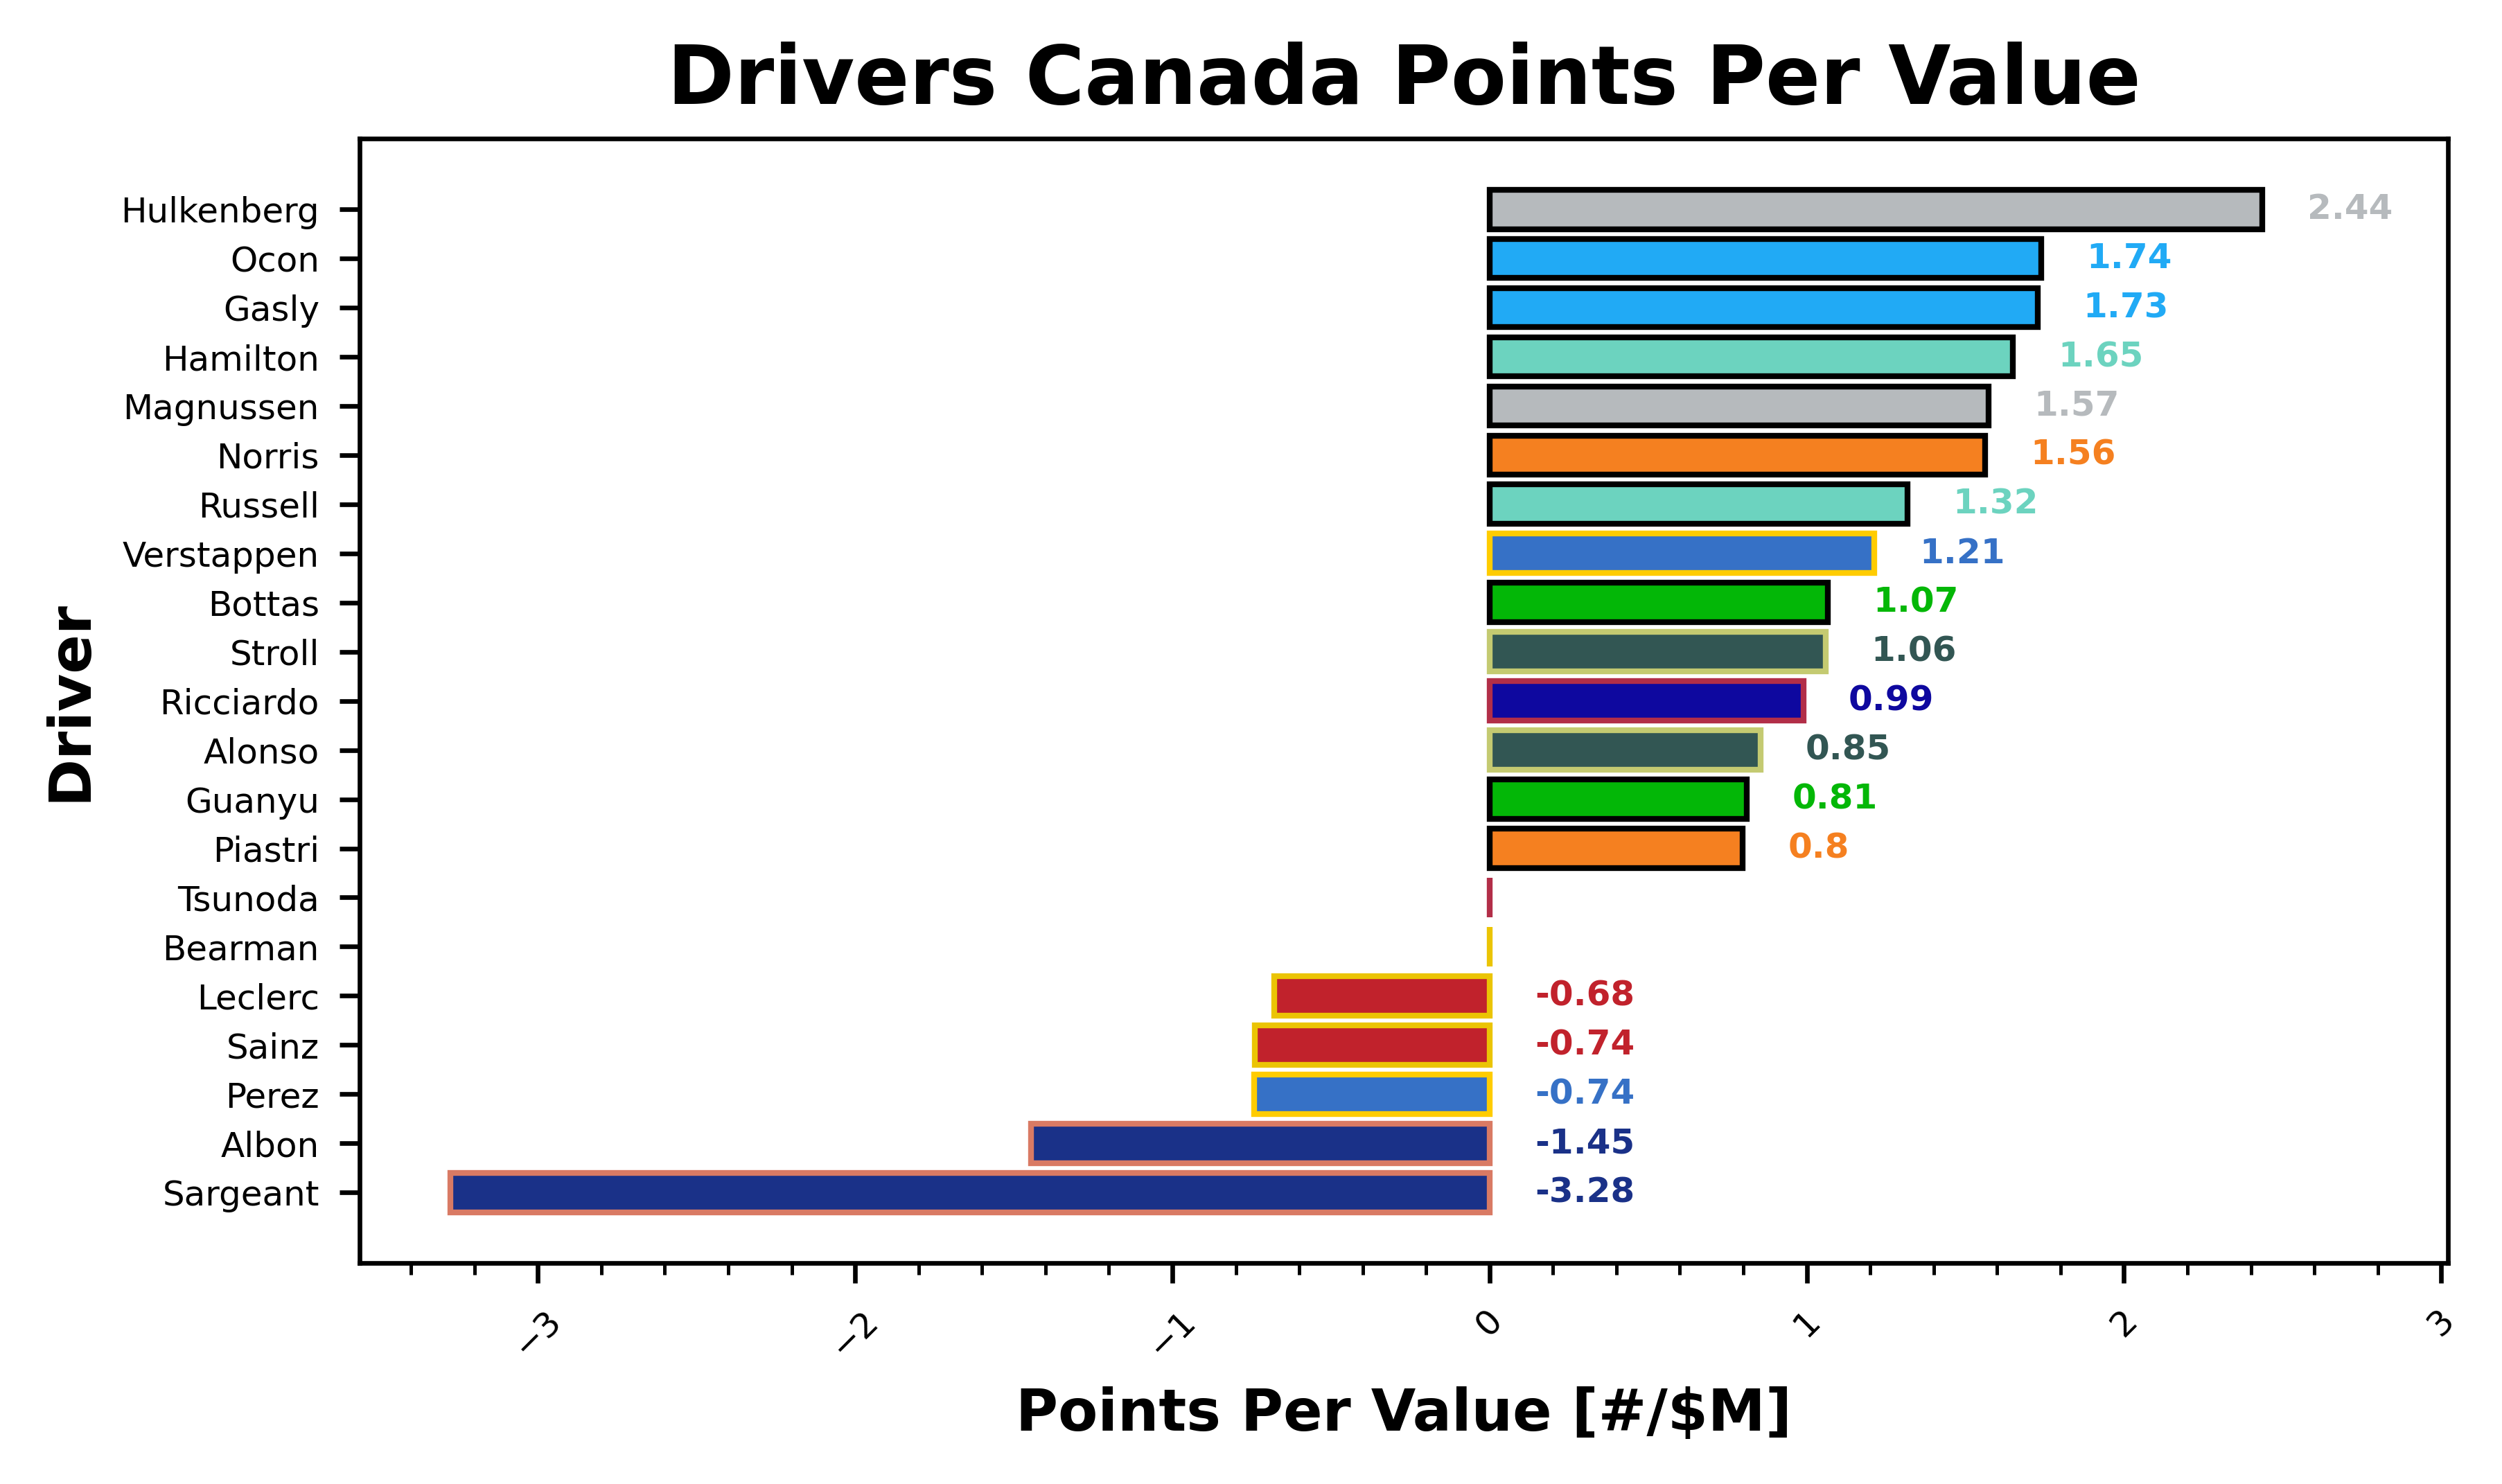 Drivers Canada Points Per Value
Driver
Hulkenberg 2.44
Ocon 1.74
Gasly 1.73
Hamilton 1.65
Magnussen 1.57
Norris 1.56
Russell 1.32
Verstappen 1.21
Bottas 1.07
Stroll 1.06
Ricciardo 0.99
Alonso 0.85
Guanyu 0.81
Piastri 0.8
Tsunoda
Bearman
Leclerc -0.68
Sainz -0.74
Perez -0.74
Albon -1.45
Sargeant -3.28
−3 −2 −1 0 1 2 3
Points Per Value [#/$M]